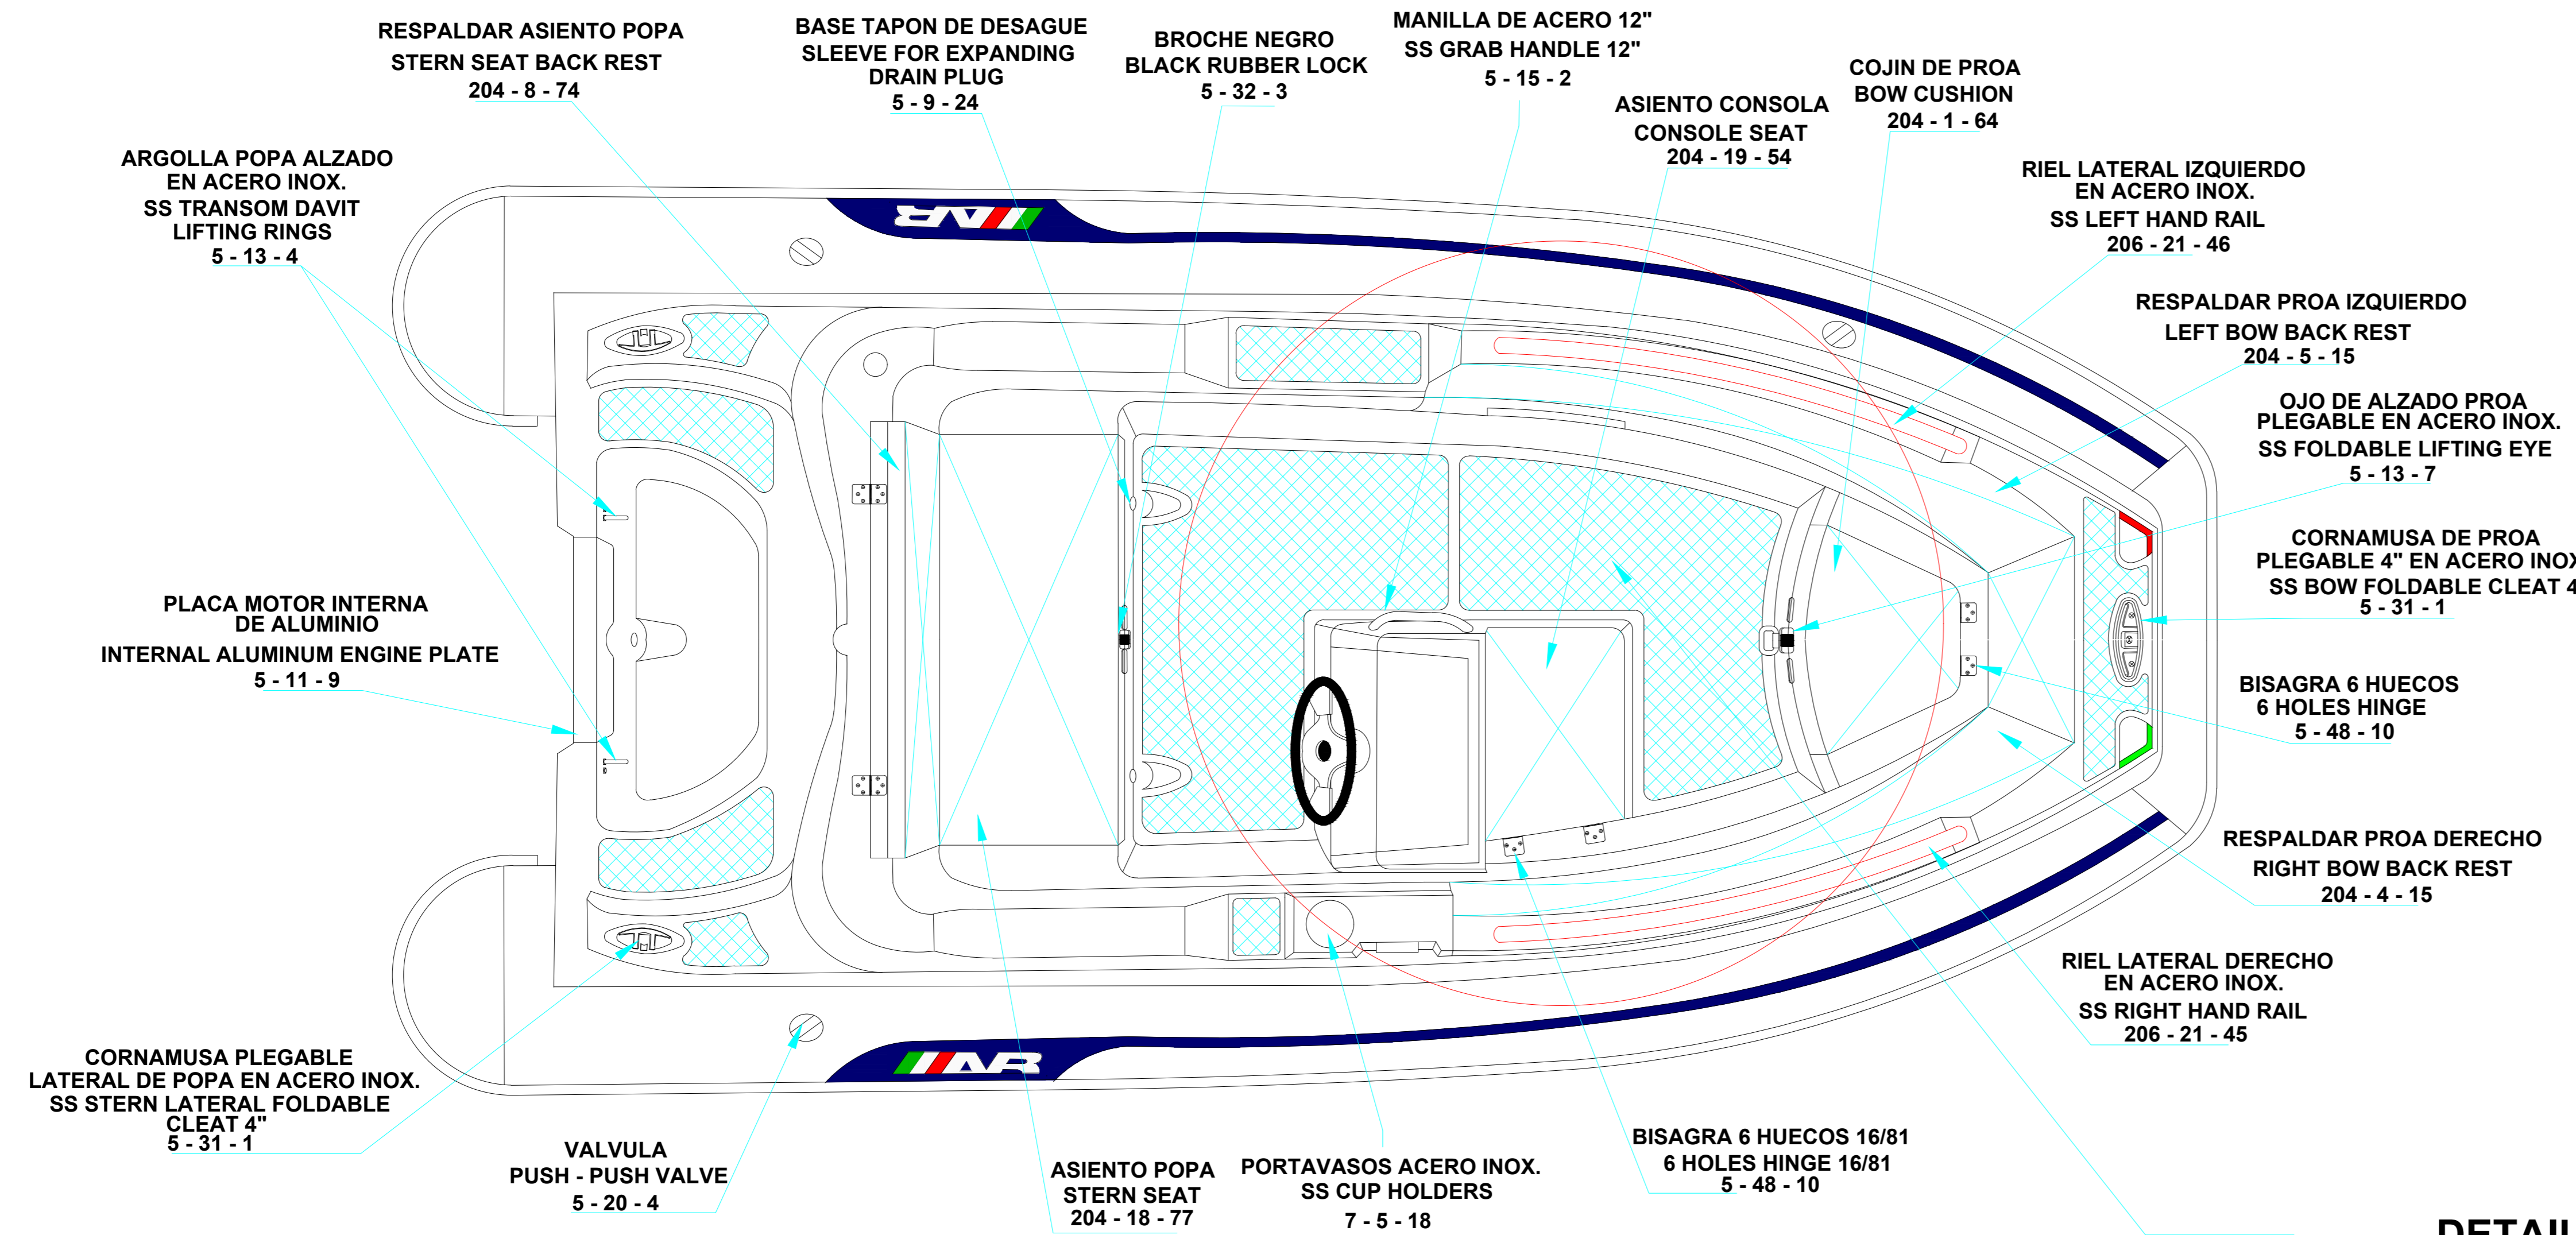 RESPALDAR ASIENTO POPA
STERN SEAT BACK REST
204 - 8 - 74
BASE TAPON DE DESAGUE
SLEEVE FOR EXPANDING
DRAIN PLUG
5 - 9 - 24
BROCHE NEGRO
BLACK RUBBER LOCK
5 - 32 - 3
MANILLA DE ACERO 12"
SS GRAB HANDLE 12"
5 - 15 - 2
ASIENTO CONSOLA
CONSOLE SEAT
204 - 19 - 54
COJIN DE PROA
BOW CUSHION
204 - 1 - 64
RIEL LATERAL IZQUIERDO
EN ACERO INOX.
SS LEFT HAND RAIL
206 - 21 - 46
ARGOLLA POPA ALZADO
EN ACERO INOX.
SS TRANSOM DAVIT
LIFTING RINGS
5 - 13 - 4
RESPALDAR PROA IZQUIERDO
LEFT BOW BACK REST
204 - 5 - 15
OJO DE ALZADO PROA
PLEGABLE EN ACERO INOX.
SS FOLDABLE LIFTING EYE
5 - 13 - 7
CORNAMUSA DE PROA
PLEGABLE 4" EN ACERO INOX
SS BOW FOLDABLE CLEAT 4
5 - 31 - 1
PLACA MOTOR INTERNA
DE ALUMINIO
INTERNAL ALUMINUM ENGINE PLATE
5 - 11 - 9
BISAGRA 6 HUECOS
6 HOLES HINGE
5 - 48 - 10
RESPALDAR PROA DERECHO
RIGHT BOW BACK REST
204 - 4 - 15
RIEL LATERAL DERECHO
EN ACERO INOX.
SS RIGHT HAND RAIL
206 - 21 - 45
CORNAMUSA PLEGABLE
LATERAL DE POPA EN ACERO INOX.
SS STERN LATERAL FOLDABLE
CLEAT 4"
5 - 31 - 1
VALVULA
PUSH - PUSH VALVE
5 - 20 - 4
ASIENTO POPA
STERN SEAT
204 - 18 - 77
PORTAVASOS ACERO INOX.
SS CUP HOLDERS
7 - 5 - 18
BISAGRA 6 HUECOS 16/81
6 HOLES HINGE 16/81
5 - 48 - 10
AB
AB